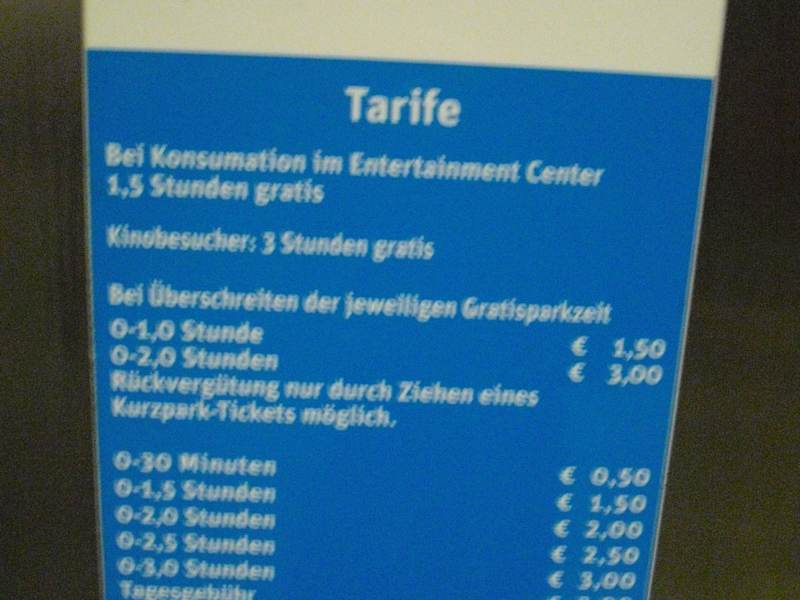 Tarife
Bei Konsumation im Entertainment Center
1,5 Stunden gratis
Kinobesucher: 3 Stunden gratis
Bei Überschreiten der jeweiligen Gratisparkzeit
0-1,0 Stunde € 1,50
0-2,0 Stunden € 3,00
Rückvergütung nur durch Ziehen eines
Kurzpark-Tickets möglich.
0-30 Minuten € 0,50
0-1,5 Stunden € 1,50
0-2,0 Stunden € 2,00
0-2,5 Stunden € 2,50
0-3,0 Stunden € 3,00
Tagesgebühr €